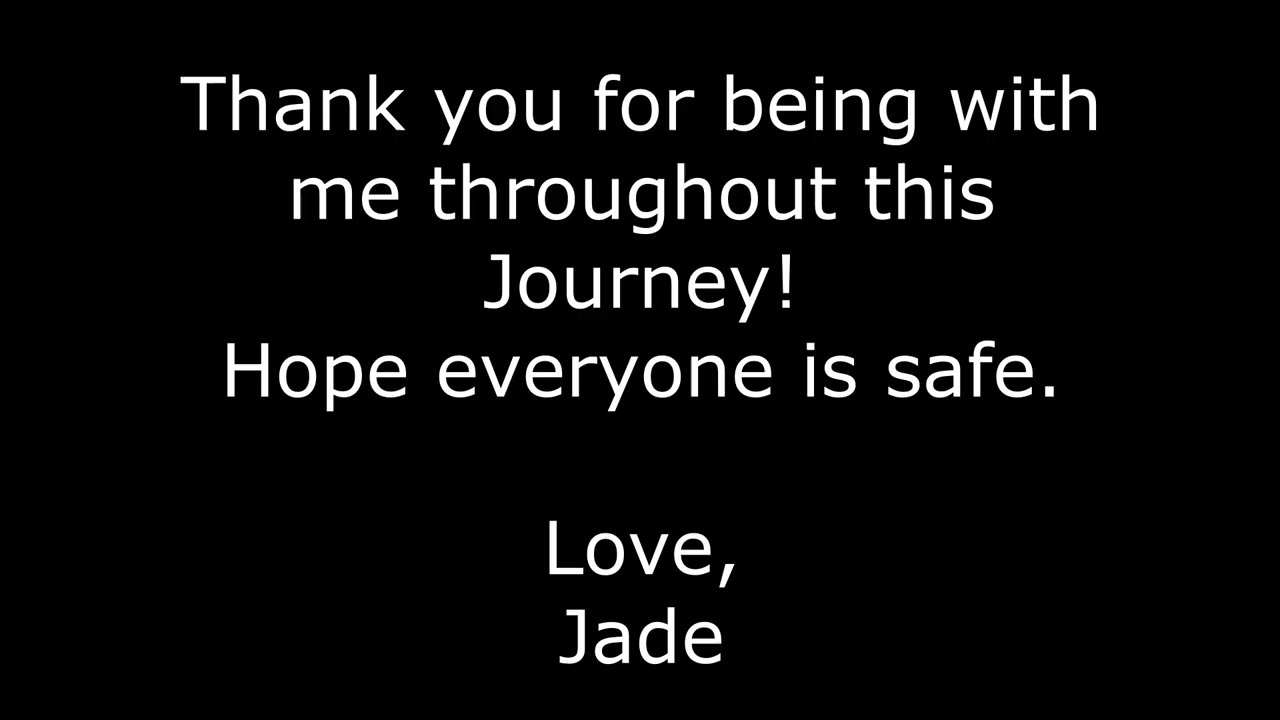 Thank you for being with
me throughout this
Journey!
Hope everyone is safe.
Love,
Jade